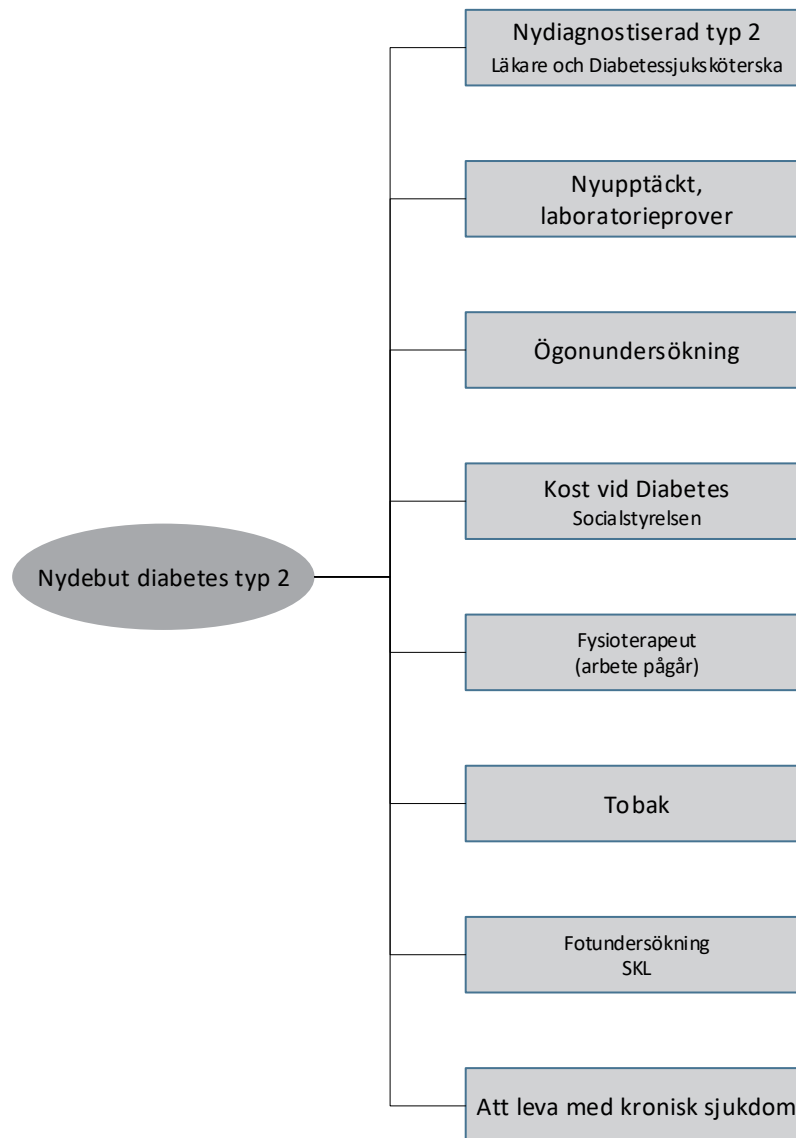 Nydiagnostiserad typ 2
Läkare och Diabetessjuksköterska
Nyupptäckt,
laboratorieprover
Ögonundersökning
Kost vid Diabetes
Socialstyrelsen
Nydebut diabetes typ 2
Fysioterapeut
(arbete pågår)
Tobak
Fotundersökning
SKL
Att leva med kronisk sjukdom